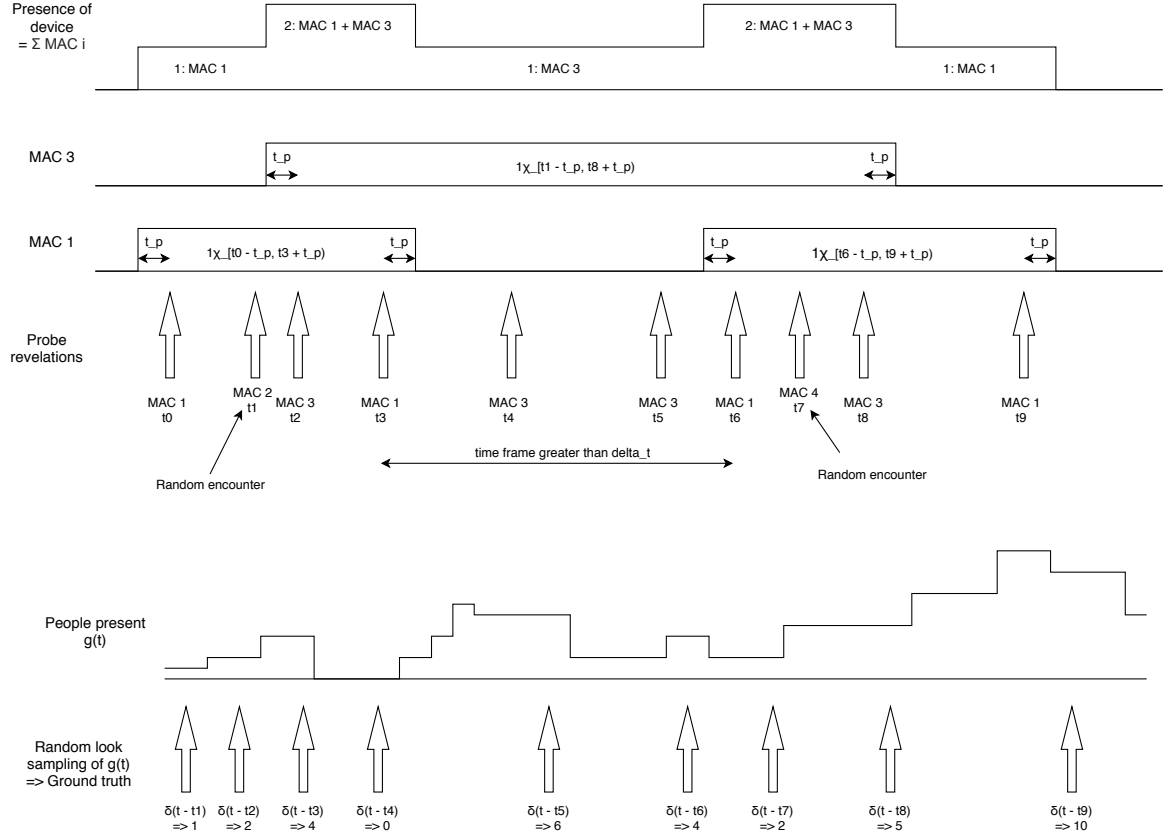 Presence of
device
= Σ MAC i
2: MAC 1 + MAC 3
2: MAC 1 + MAC 3
1: MAC 1
1: MAC 3
1: MAC 1
MAC 3
t_p
1χ_[t1 - t_p, t8 + t_p)
t_p
MAC 1
t_p
1χ_[t0 - t_p, t3 + t_p)
t_p
t_p
1χ_[t6 - t_p, t9 + t_p)
t_p
Probe
revelations
MAC 1
t0
MAC 2
t1
MAC 3
t2
MAC 1
t3
MAC 3
t4
MAC 3
t5
MAC 1
t6
MAC 4
t7
MAC 3
t8
MAC 1
t9
time frame greater than delta_t
Random encounter
Random encounter
People present
g(t)
Random look
sampling of g(t)
=> Ground truth
δ(t - t1)
=> 1
δ(t - t2)
=> 2
δ(t - t3)
=> 4
δ(t - t4)
=> 0
δ(t - t5)
=> 6
δ(t - t6)
=> 4
δ(t - t7)
=> 2
δ(t - t8)
=> 5
δ(t - t9)
=> 10